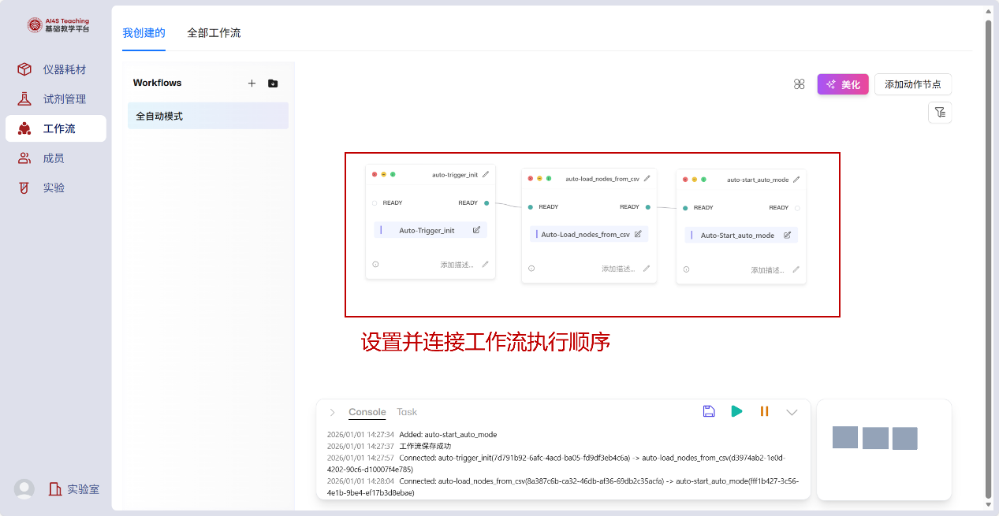 AI4S Teaching
基础教学平台
仪器耗材
试剂管理
工作流
成员
实验
实验室
我创建的 全部工作流
Workflows
全自动模式
美化 添加动作节点
auto-trigger_init
READY READY
Auto-Trigger_init
添加描述...
auto-load_nodes_from_csv
READY READY
Auto-Load_nodes_from_csv
添加描述...
auto-start_auto_mode
READY READY
Auto-Start_auto_mode
添加描述...
设置并连接工作流执行顺序
Console Task
2026/01/01 14:27:34 Added: auto-start_auto_mode
2026/01/01 14:27:37 工作流保存成功
2026/01/01 14:27:57 Connected: auto-trigger_init(7d791b92-6afc-4acd-ba05-fd9df3eb4c6a) -> auto-load_nodes_from_csv(d3974ab2-1e0d-
4202-90c6-d10007f4e785)
2026/01/01 14:28:04 Connected: auto-load_nodes_from_csv(8a387c6b-ca32-46db-af36-69db2c35acfa) -> auto-start_auto_mode(fff1b427-3c56-
4e1b-9be4-ef17b3d8ebae)